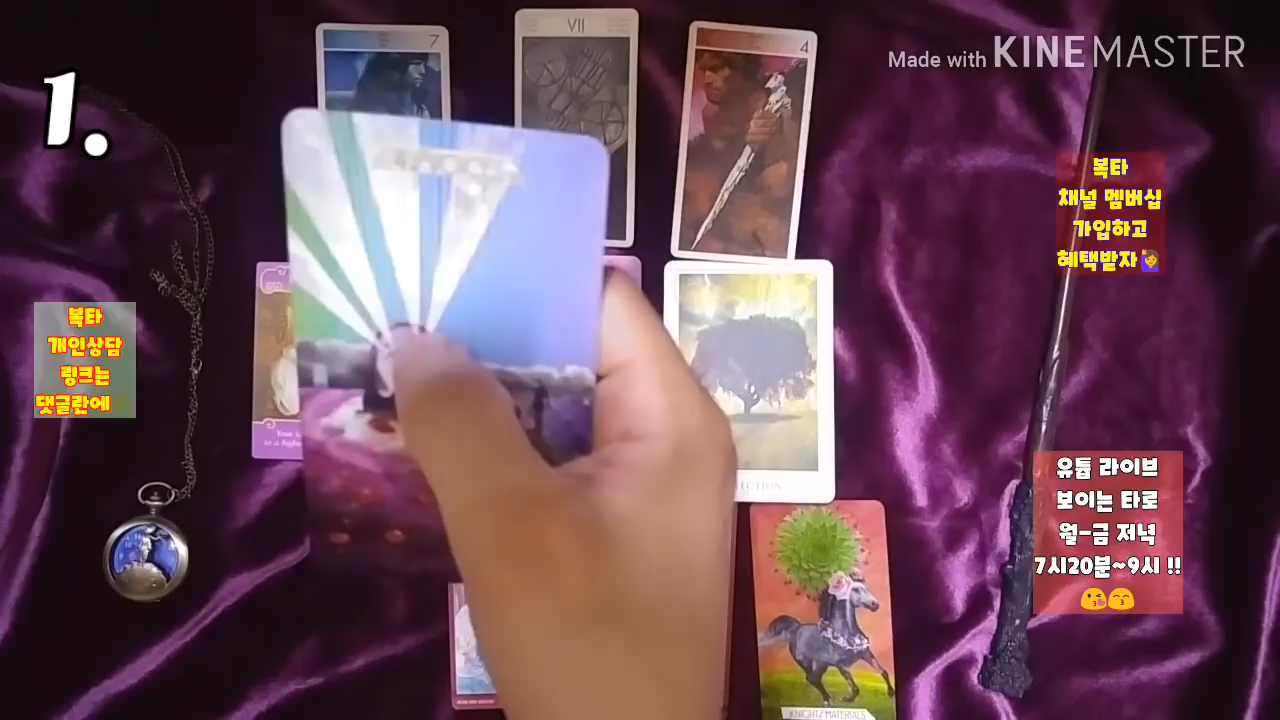 7
VII
4
Made with KINEMASTER
1.
복타
채널 멤버십
가입하고
혜택받자
복타
개인상담
링크는
댓글란에
유튭 라이브
보이는 타로
월-금 저녁
7시20분~9시 !!
KNIGHT of MATERIALS